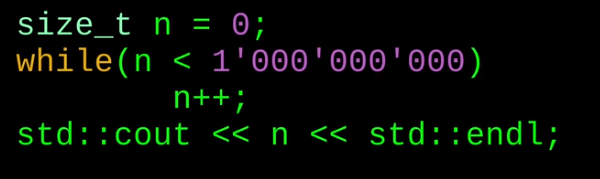 size_t n = 0;
while(n < 1'000'000'000)
        n++;
std::cout << n << std::endl;